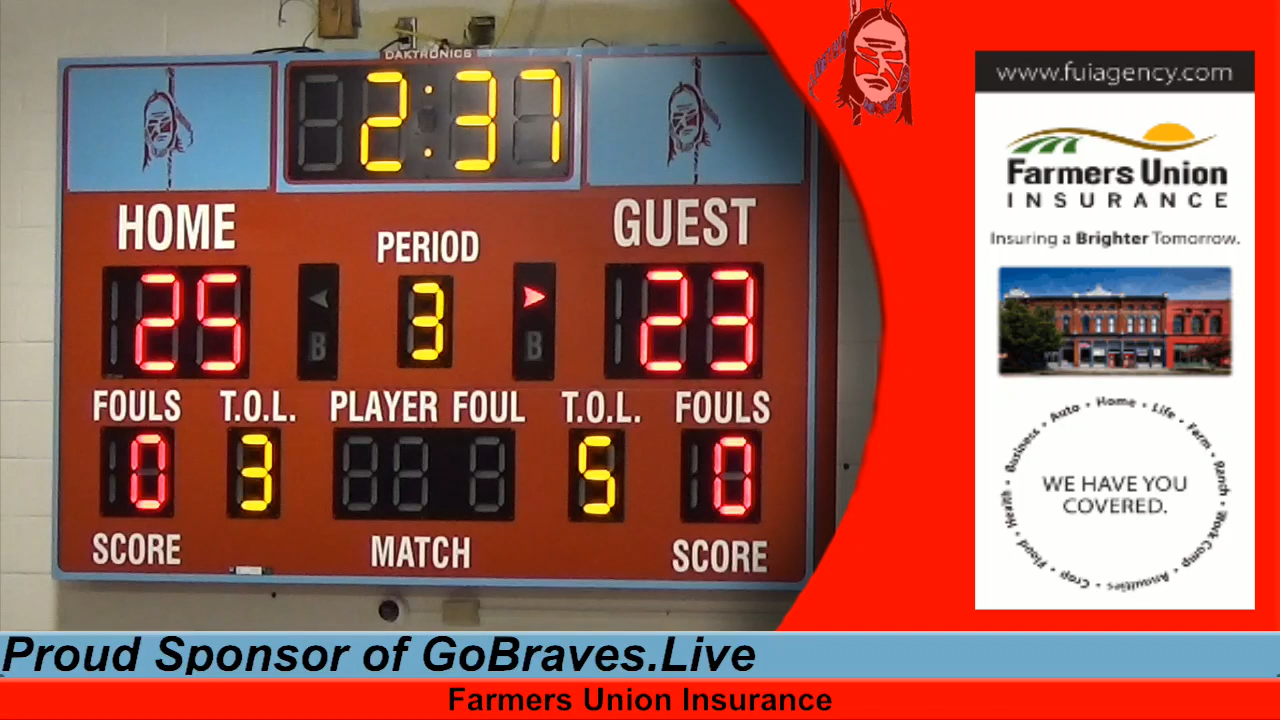 DAKTRONICS
2:37
HOME
PERIOD
GUEST
25
3
23
B
B
FOULS
T.O.L.
PLAYER FOUL
T.O.L.
FOULS
0
3
5
0
SCORE
MATCH
SCORE
www.fuiagency.com
Farmers Union
INSURANCE
Insuring a Brighter Tomorrow.
Auto • Home • Life • Farm • Ranch • Work Comp • Annuities • Crop • Flood • Health • Business •
WE HAVE YOU
COVERED.
Proud Sponsor of GoBraves.Live
Farmers Union Insurance